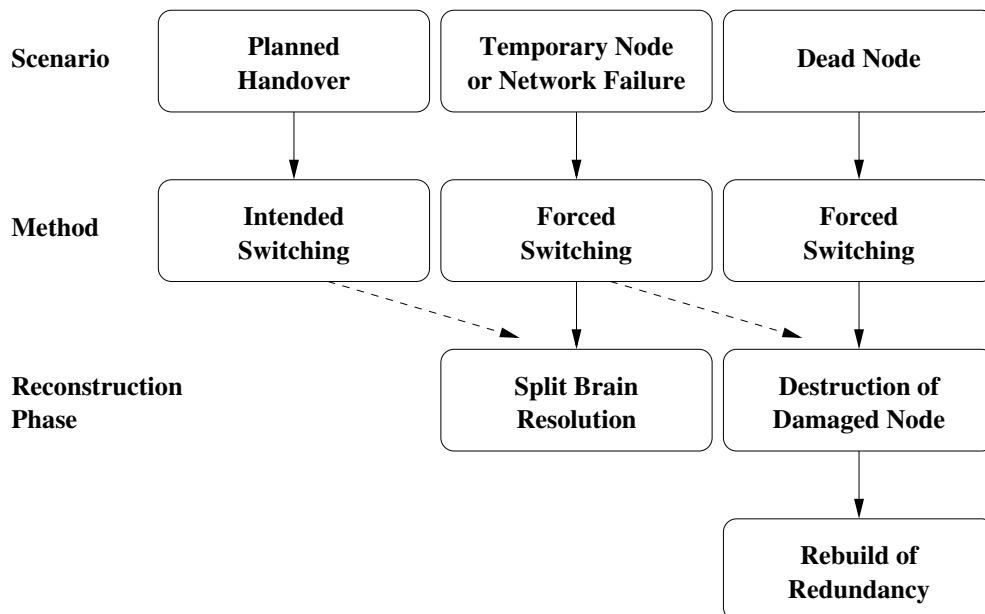 Scenario
Planned
Handover
Temporary Node
or Network Failure
Dead Node
Method
Intended
Switching
Forced
Switching
Forced
Switching
Reconstruction
Phase
Split Brain
Resolution
Destruction of
Damaged Node
Rebuild of
Redundancy